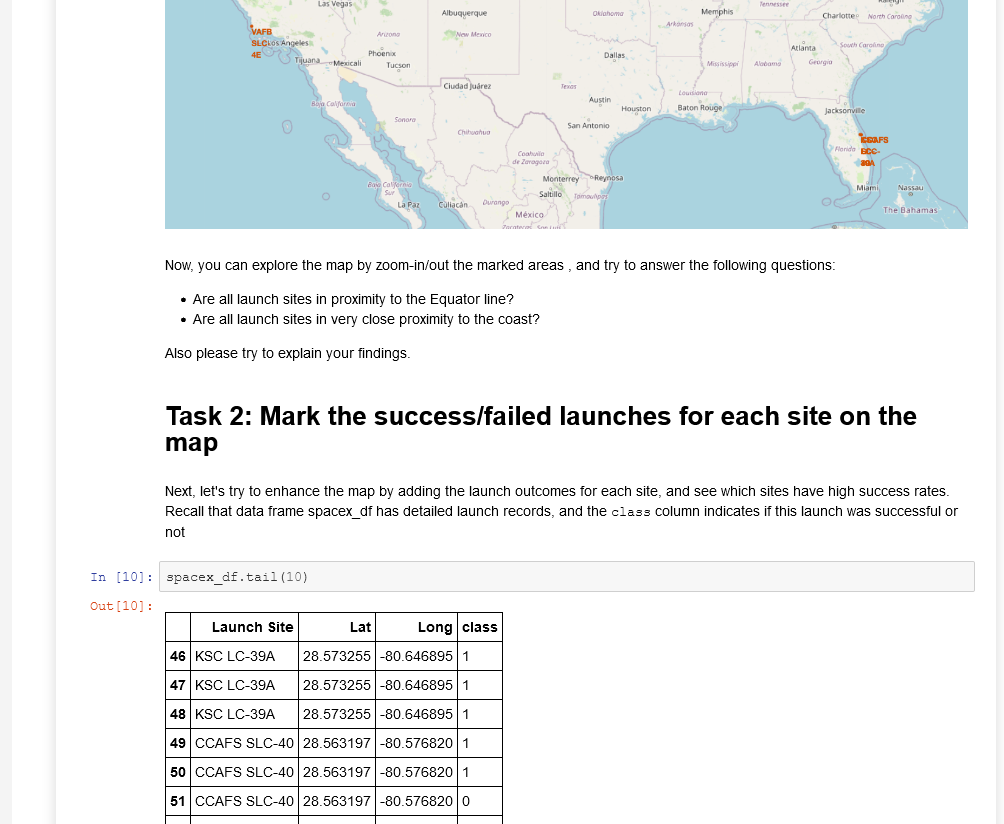 Las Vegas
Albuquerque
Oklahoma
Memphis
Tennessee
Charlotte
North Carolina
Arkansas
VAFB
SLC
Los Angeles
4E
Arizona
New Mexico
Atlanta
South Carolina
Phoenix
Dallas
Tijuana
Mexicali
Tucson
Mississippi
Alabama
Georgia
Ciudad Juárez
Texas
Louisiana
Baja California
Austin
Houston
Baton Rouge
Jacksonville
Sonora
San Antonio
Chihuahua
CCAFS
Florida
Coahuila
de Zaragoza
Monterrey
Reynosa
Baja California
Sur
Saltillo
Tamaulipas
Miami
Nassau
La Paz
Culiacán
Durango
México
The Bahamas
Now, you can explore the map by zoom-in/out the marked areas , and try to answer the following questions:
• Are all launch sites in proximity to the Equator line?
• Are all launch sites in very close proximity to the coast?
Also please try to explain your findings.
Task 2: Mark the success/failed launches for each site on the
map
Next, let's try to enhance the map by adding the launch outcomes for each site, and see which sites have high success rates.
Recall that data frame spacex_df has detailed launch records, and the class column indicates if this launch was successful or
not
In [10]: spacex_df.tail(10)
Out[10]:
Launch Site Lat Long class
46 KSC LC-39A 28.573255 -80.646895 1
47 KSC LC-39A 28.573255 -80.646895 1
48 KSC LC-39A 28.573255 -80.646895 1
49 CCAFS SLC-40 28.563197 -80.576820 1
50 CCAFS SLC-40 28.563197 -80.576820 1
51 CCAFS SLC-40 28.563197 -80.576820 0